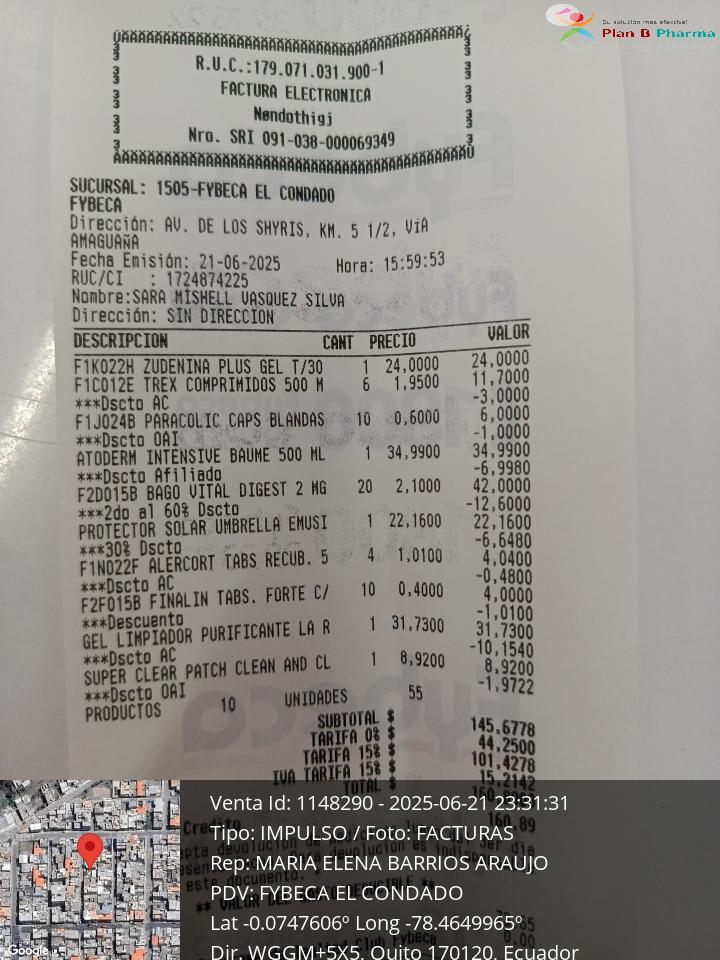 Su solución más efectiva!
Plan B Pharma
R.U.C.:179.071.031.900-1
FACTURA ELECTRONICA
Nøndothigj
Nro. SRI 091-038-000069349
SUCURSAL: 1505-FYBECA EL CONDADO
FYBECA
Dirección: AV. DE LOS SHYRIS, KM. 5 1/2, VíA
AMAGUAÑA
Fecha Emisión: 21-06-2025 Hora: 15:59:53
RUC/CI : 1724874225
Nombre:SARA MISHELL VASQUEZ SILVA
Dirección: SIN DIRECCION
DESCRIPCION CANT PRECIO VALOR
F1K022H ZUDENINA PLUS GEL T/30 1 24,0000 24,0000
F1C012E TREX COMPRIMIDOS 500 M 6 1,9500 11,7000
***Dscto AC -3,0000
F1J024B PARACOLIC CAPS BLANDAS 10 0,6000 6,0000
***Dscto OAI -1,0000
ATODERM INTENSIVE BAUME 500 ML 1 34,9900 34,9900
***Dscto Afiliado -6,9980
F2D015B BAGO VITAL DIGEST 2 MG 20 2,1000 42,0000
***2do al 60% Dscto -12,6000
PROTECTOR SOLAR UMBRELLA EMUSI 1 22,1600 22,1600
***30% Dscto -6,6480
F1N022F ALERCORT TABS RECUB. 5 4 1,0100 4,0400
***Dscto AC -0,4800
F2F015B FINALIN TABS. FORTE C/ 10 0,4000 4,0000
***Descuento -1,0100
GEL LIMPIADOR PURIFICANTE LA R 1 31,7300 31,7300
***Dscto AC -10,1540
SUPER CLEAR PATCH CLEAN AND CL 1 8,9200 8,9200
***Dscto OAI -1,9722
PRODUCTOS 10 UNIDADES 55
SUBTOTAL $ 145.6778
TARIFA 0% $ 44.2500
TARIFA 15% $ 101.4278
IVA TARIFA 15% $ 15.2142
TOTAL $
Credito 160.89
Venta Id: 1148290 - 2025-06-21 23:31:31
Tipo: IMPULSO / Foto: FACTURAS
Rep: MARIA ELENA BARRIOS ARAUJO
PDV: FYBECA EL CONDADO
Lat -0.0747606º Long -78.4649965º
Dir. WGGM+5X5, Quito 170120, Ecuador
Google